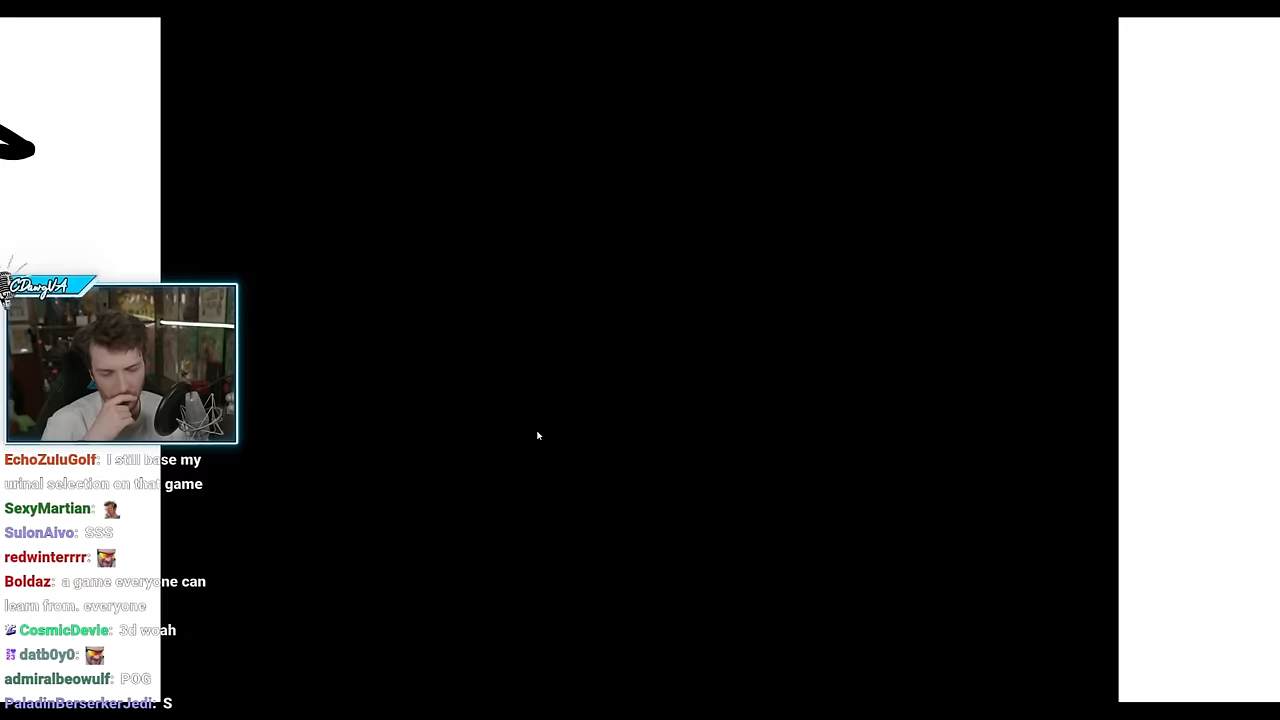 CDawgVA
EchoZuluGolf: I still base my
urinal selection on that game
SexyMartian:
SulonAivo: SSS
redwinterrrr:
Boldaz: a game everyone can
learn from. everyone
CosmicDevie: 3d woah
datb0y0:
admiralbeowulf: POG
PaladinBerserkerJedi: S